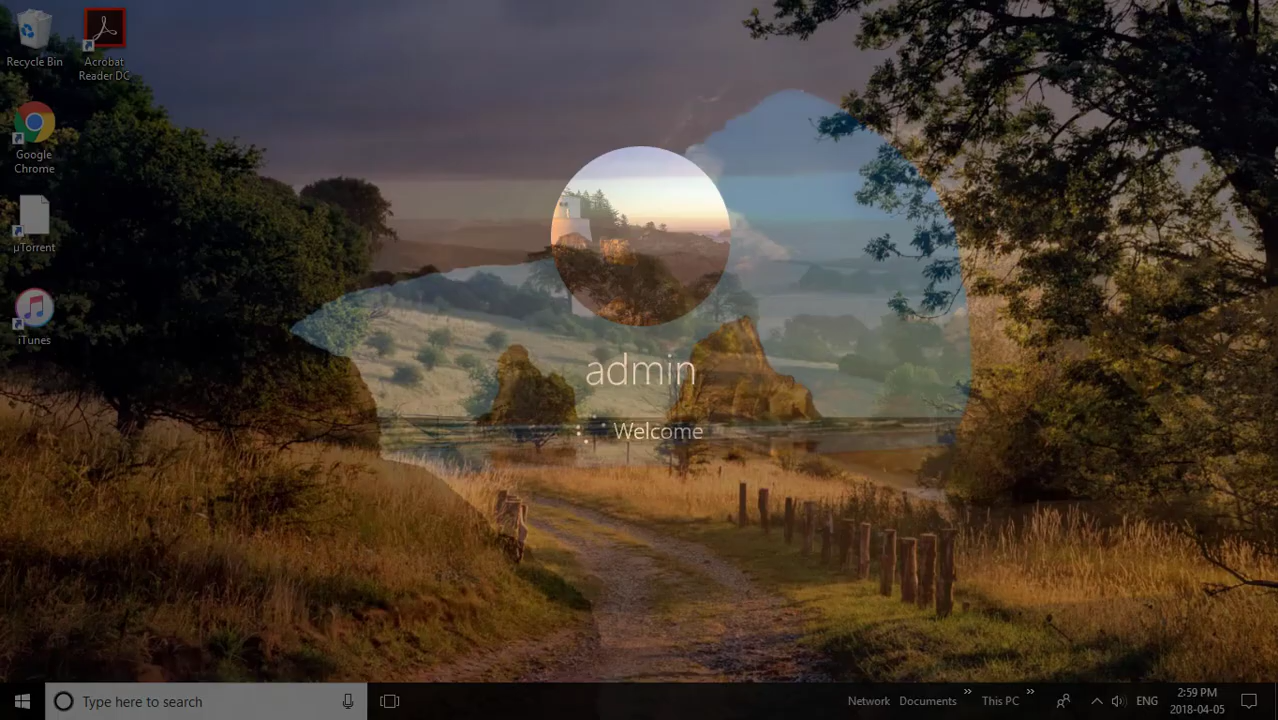 Recycle Bin
Acrobat
Reader DC
Google
Chrome
µTorrent
iTunes
admin
Welcome
Type here to search
Network
Documents
»
This PC
»
ENG
2:59 PM
2018-04-05